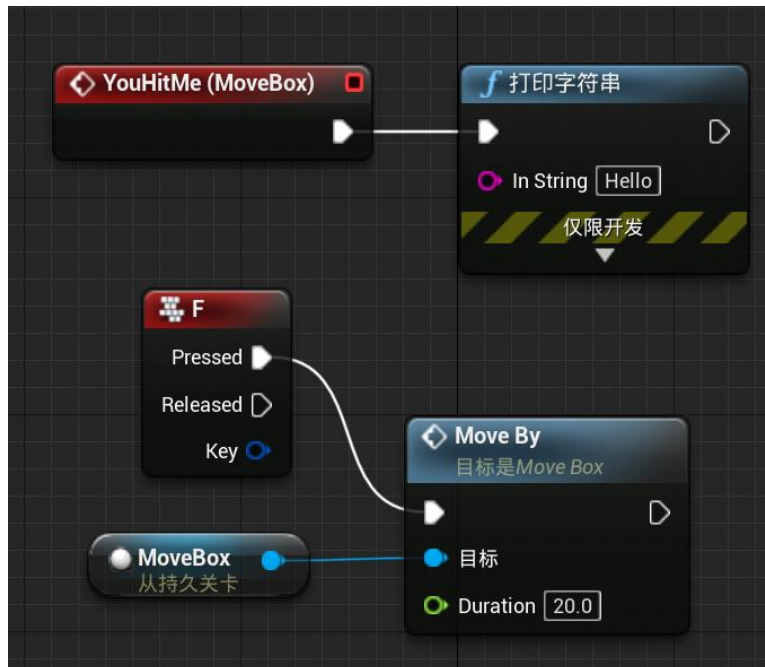 YouHitMe (MoveBox)
打印字符串
In String Hello
仅限开发
F
Pressed
Released
Key
Move By
目标是Move Box
MoveBox
从持久关卡
目标
Duration 20.0